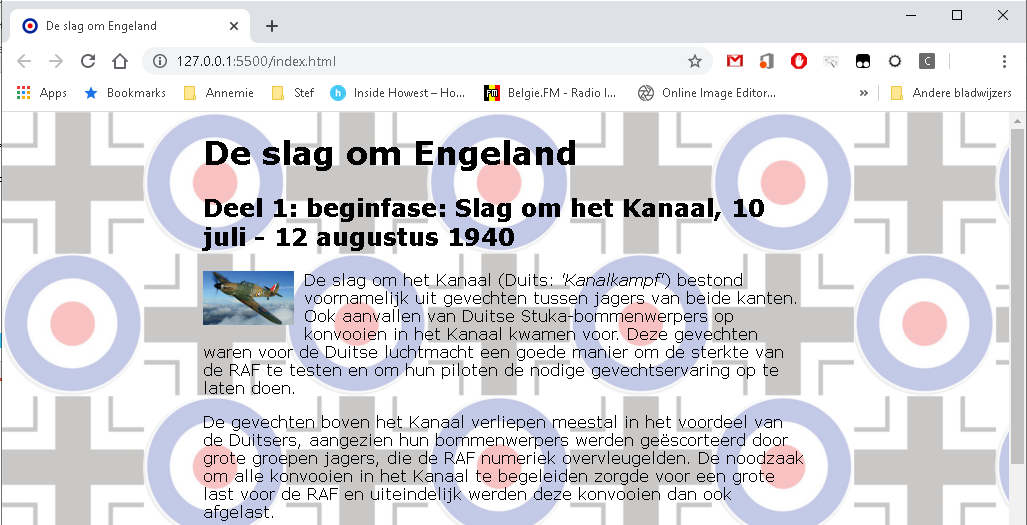 De slag om Engeland
127.0.0.1:5500/index.html
C
Apps
Bookmarks
Annemie
Stef
h
Inside Howest – Ho...
FM
Belgie.FM - Radio I...
Online Image Editor...
»
Andere bladwijzers
De slag om Engeland
Deel 1: beginfase: Slag om het Kanaal, 10
juli - 12 augustus 1940
De slag om het Kanaal (Duits: 'Kanalkampf') bestond
voornamelijk uit gevechten tussen jagers van beide kanten.
Ook aanvallen van Duitse Stuka-bommenwerpers op
konvooien in het Kanaal kwamen voor. Deze gevechten
waren voor de Duitse luchtmacht een goede manier om de sterkte van
de RAF te testen en om hun piloten de nodige gevechtservaring op te
laten doen.
De gevechten boven het Kanaal verliepen meestal in het voordeel van
de Duitsers, aangezien hun bommenwerpers werden geëscorteerd door
grote groepen jagers, die de RAF numeriek overvleugelden. De noodzaak
om alle konvooien in het Kanaal te begeleiden zorgde voor een grote
last voor de RAF en uiteindelijk werden deze konvooien dan ook
afgelast.